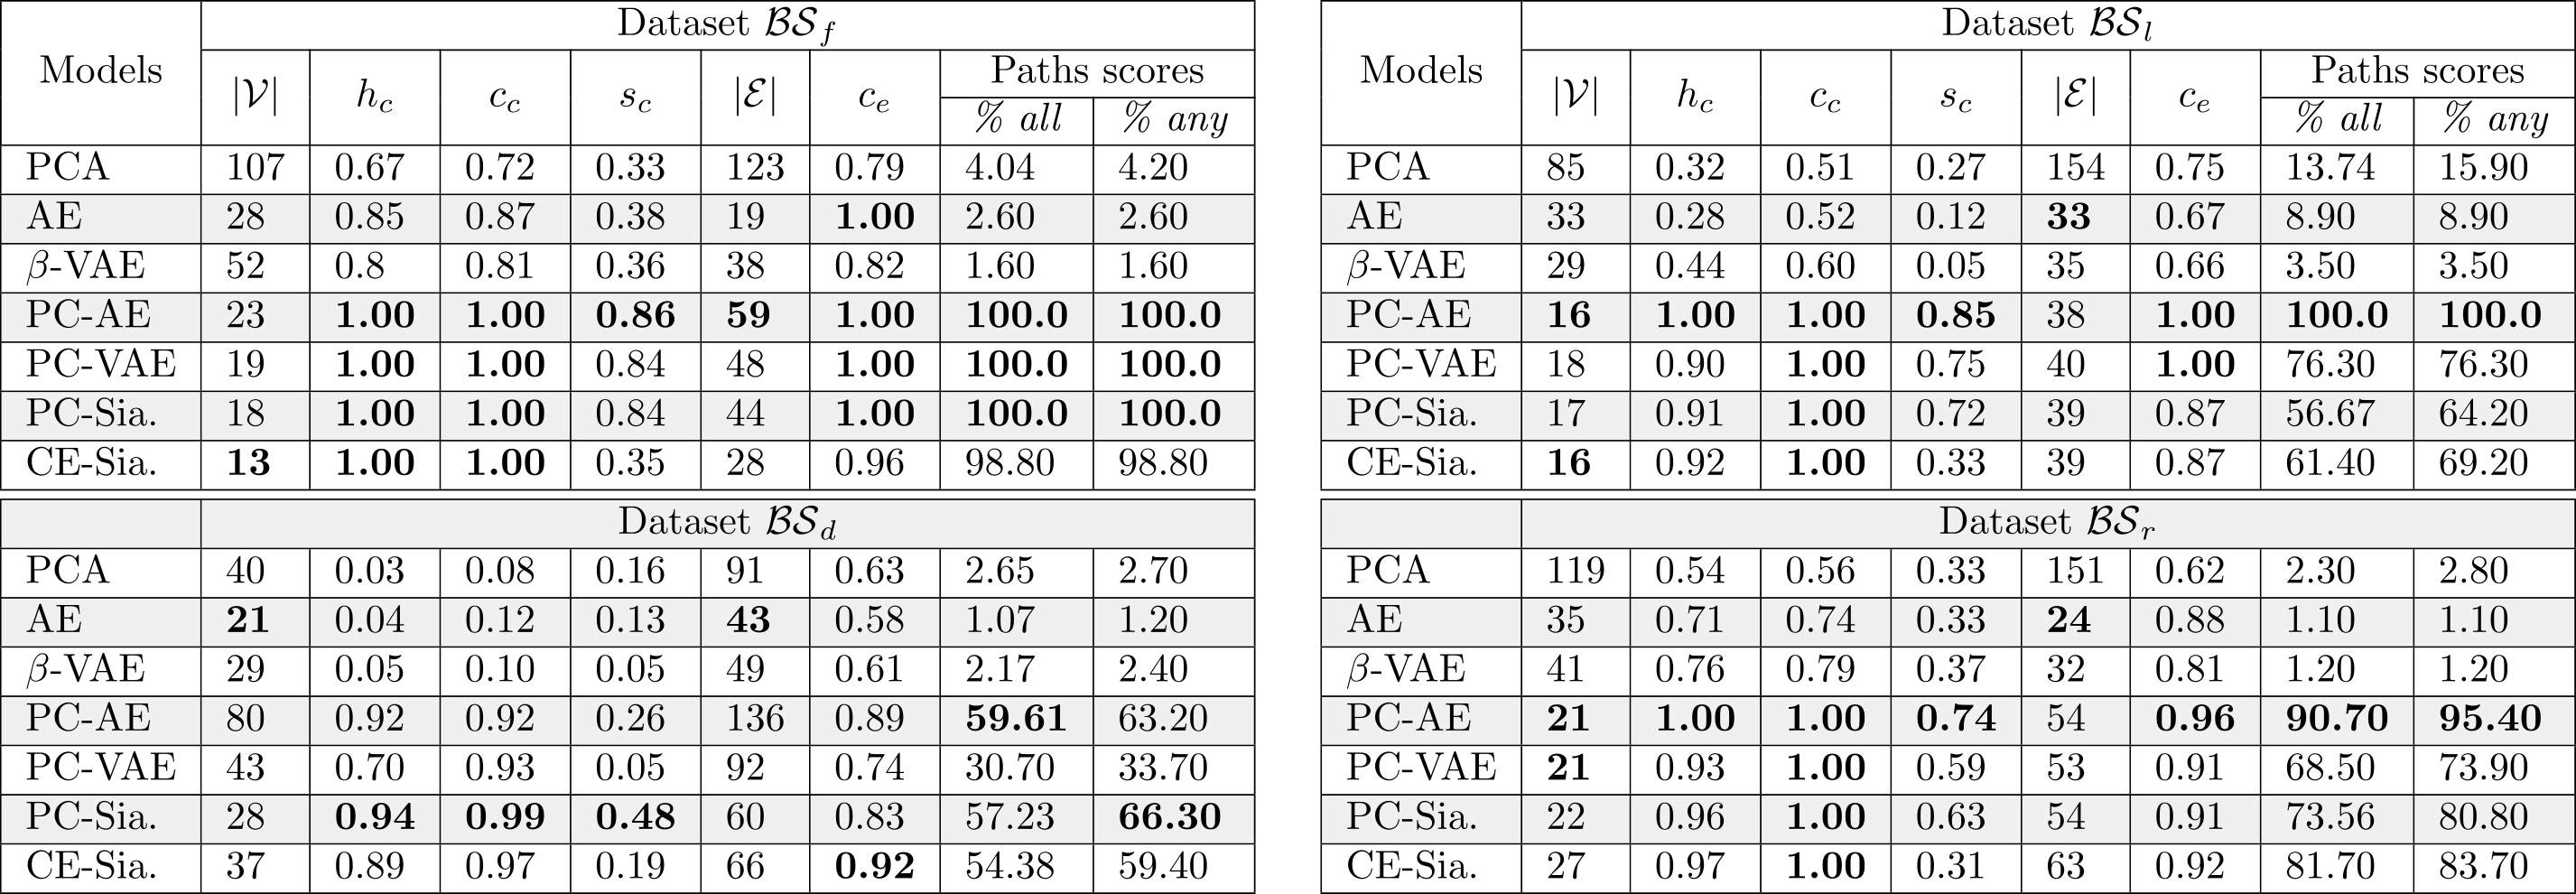 Models Dataset 𝓑𝓢_f
|𝒱| h_c c_c s_c |ℰ| c_e Paths scores
% all % any
PCA 107 0.67 0.72 0.33 123 0.79 4.04 4.20
AE 28 0.85 0.87 0.38 19 1.00 2.60 2.60
β-VAE 52 0.8 0.81 0.36 38 0.82 1.60 1.60
PC-AE 23 1.00 1.00 0.86 59 1.00 100.0 100.0
PC-VAE 19 1.00 1.00 0.84 48 1.00 100.0 100.0
PC-Sia. 18 1.00 1.00 0.84 44 1.00 100.0 100.0
CE-Sia. 13 1.00 1.00 0.35 28 0.96 98.80 98.80
Models Dataset 𝓑𝓢_l
|𝒱| h_c c_c s_c |ℰ| c_e Paths scores
% all % any
PCA 85 0.32 0.51 0.27 154 0.75 13.74 15.90
AE 33 0.28 0.52 0.12 33 0.67 8.90 8.90
β-VAE 29 0.44 0.60 0.05 35 0.66 3.50 3.50
PC-AE 16 1.00 1.00 0.85 38 1.00 100.0 100.0
PC-VAE 18 0.90 1.00 0.75 40 1.00 76.30 76.30
PC-Sia. 17 0.91 1.00 0.72 39 0.87 56.67 64.20
CE-Sia. 16 0.92 1.00 0.33 39 0.87 61.40 69.20
Dataset 𝓑𝓢_d
PCA 40 0.03 0.08 0.16 91 0.63 2.65 2.70
AE 21 0.04 0.12 0.13 43 0.58 1.07 1.20
β-VAE 29 0.05 0.10 0.05 49 0.61 2.17 2.40
PC-AE 80 0.92 0.92 0.26 136 0.89 59.61 63.20
PC-VAE 43 0.70 0.93 0.05 92 0.74 30.70 33.70
PC-Sia. 28 0.94 0.99 0.48 60 0.83 57.23 66.30
CE-Sia. 37 0.89 0.97 0.19 66 0.92 54.38 59.40
Dataset 𝓑𝓢_r
PCA 119 0.54 0.56 0.33 151 0.62 2.30 2.80
AE 35 0.71 0.74 0.33 24 0.88 1.10 1.10
β-VAE 41 0.76 0.79 0.37 32 0.81 1.20 1.20
PC-AE 21 1.00 1.00 0.74 54 0.96 90.70 95.40
PC-VAE 21 0.93 1.00 0.59 53 0.91 68.50 73.90
PC-Sia. 22 0.96 1.00 0.63 54 0.91 73.56 80.80
CE-Sia. 27 0.97 1.00 0.31 63 0.92 81.70 83.70